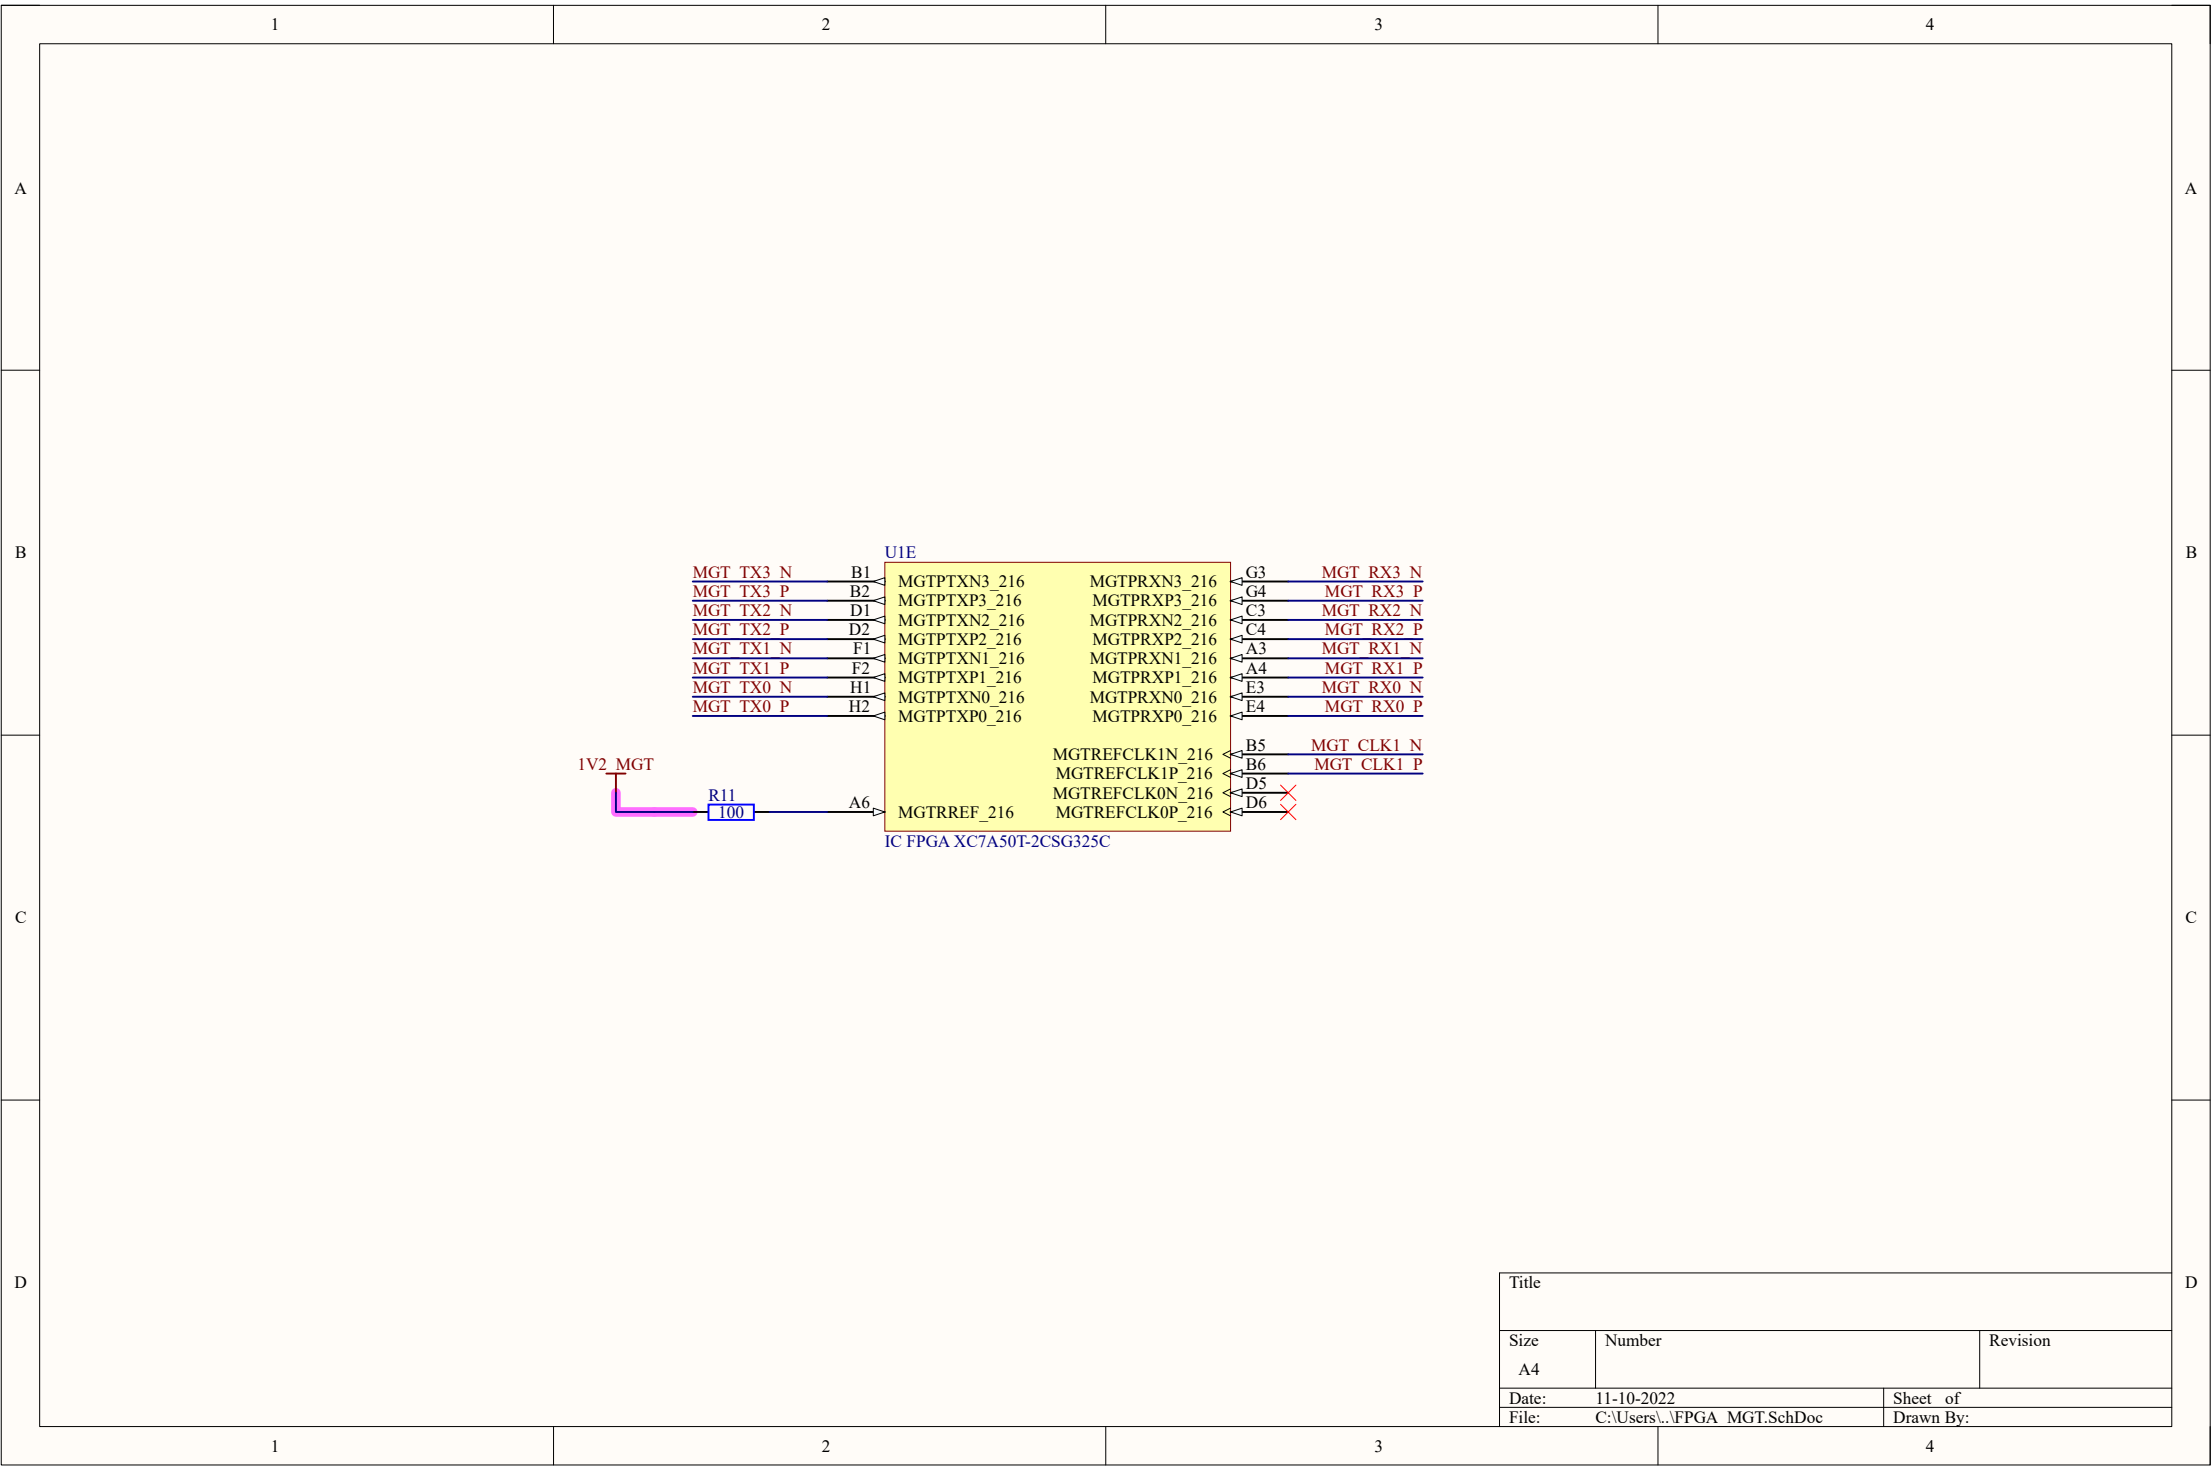 1 2 3 4
A A
B B
U1E
MGT_TX3_N B1 MGTPTXN3_216 MGTPRXN3_216 G3 MGT_RX3_N
MGT_TX3_P B2 MGTPTXP3_216 MGTPRXP3_216 G4 MGT_RX3_P
MGT_TX2_N D1 MGTPTXN2_216 MGTPRXN2_216 C3 MGT_RX2_N
MGT_TX2_P D2 MGTPTXP2_216 MGTPRXP2_216 C4 MGT_RX2_P
MGT_TX1_N F1 MGTPTXN1_216 MGTPRXN1_216 A3 MGT_RX1_N
MGT_TX1_P F2 MGTPTXP1_216 MGTPRXP1_216 A4 MGT_RX1_P
MGT_TX0_N H1 MGTPTXN0_216 MGTPRXN0_216 E3 MGT_RX0_N
MGT_TX0_P H2 MGTPTXP0_216 MGTPRXP0_216 E4 MGT_RX0_P
MGTREFCLK1N_216 B5 MGT_CLK1_N
1V2_MGT MGTREFCLK1P_216 B6 MGT_CLK1_P
R11 MGTREFCLK0N_216 D5
100 A6 MGTRREF_216 MGTREFCLK0P_216 D6
IC FPGA XC7A50T-2CSG325C
C C
D D
Title
Size Number Revision
A4
Date: 11-10-2022 Sheet of
File: C:\Users\..\FPGA_MGT.SchDoc Drawn By:
1 2 3 4